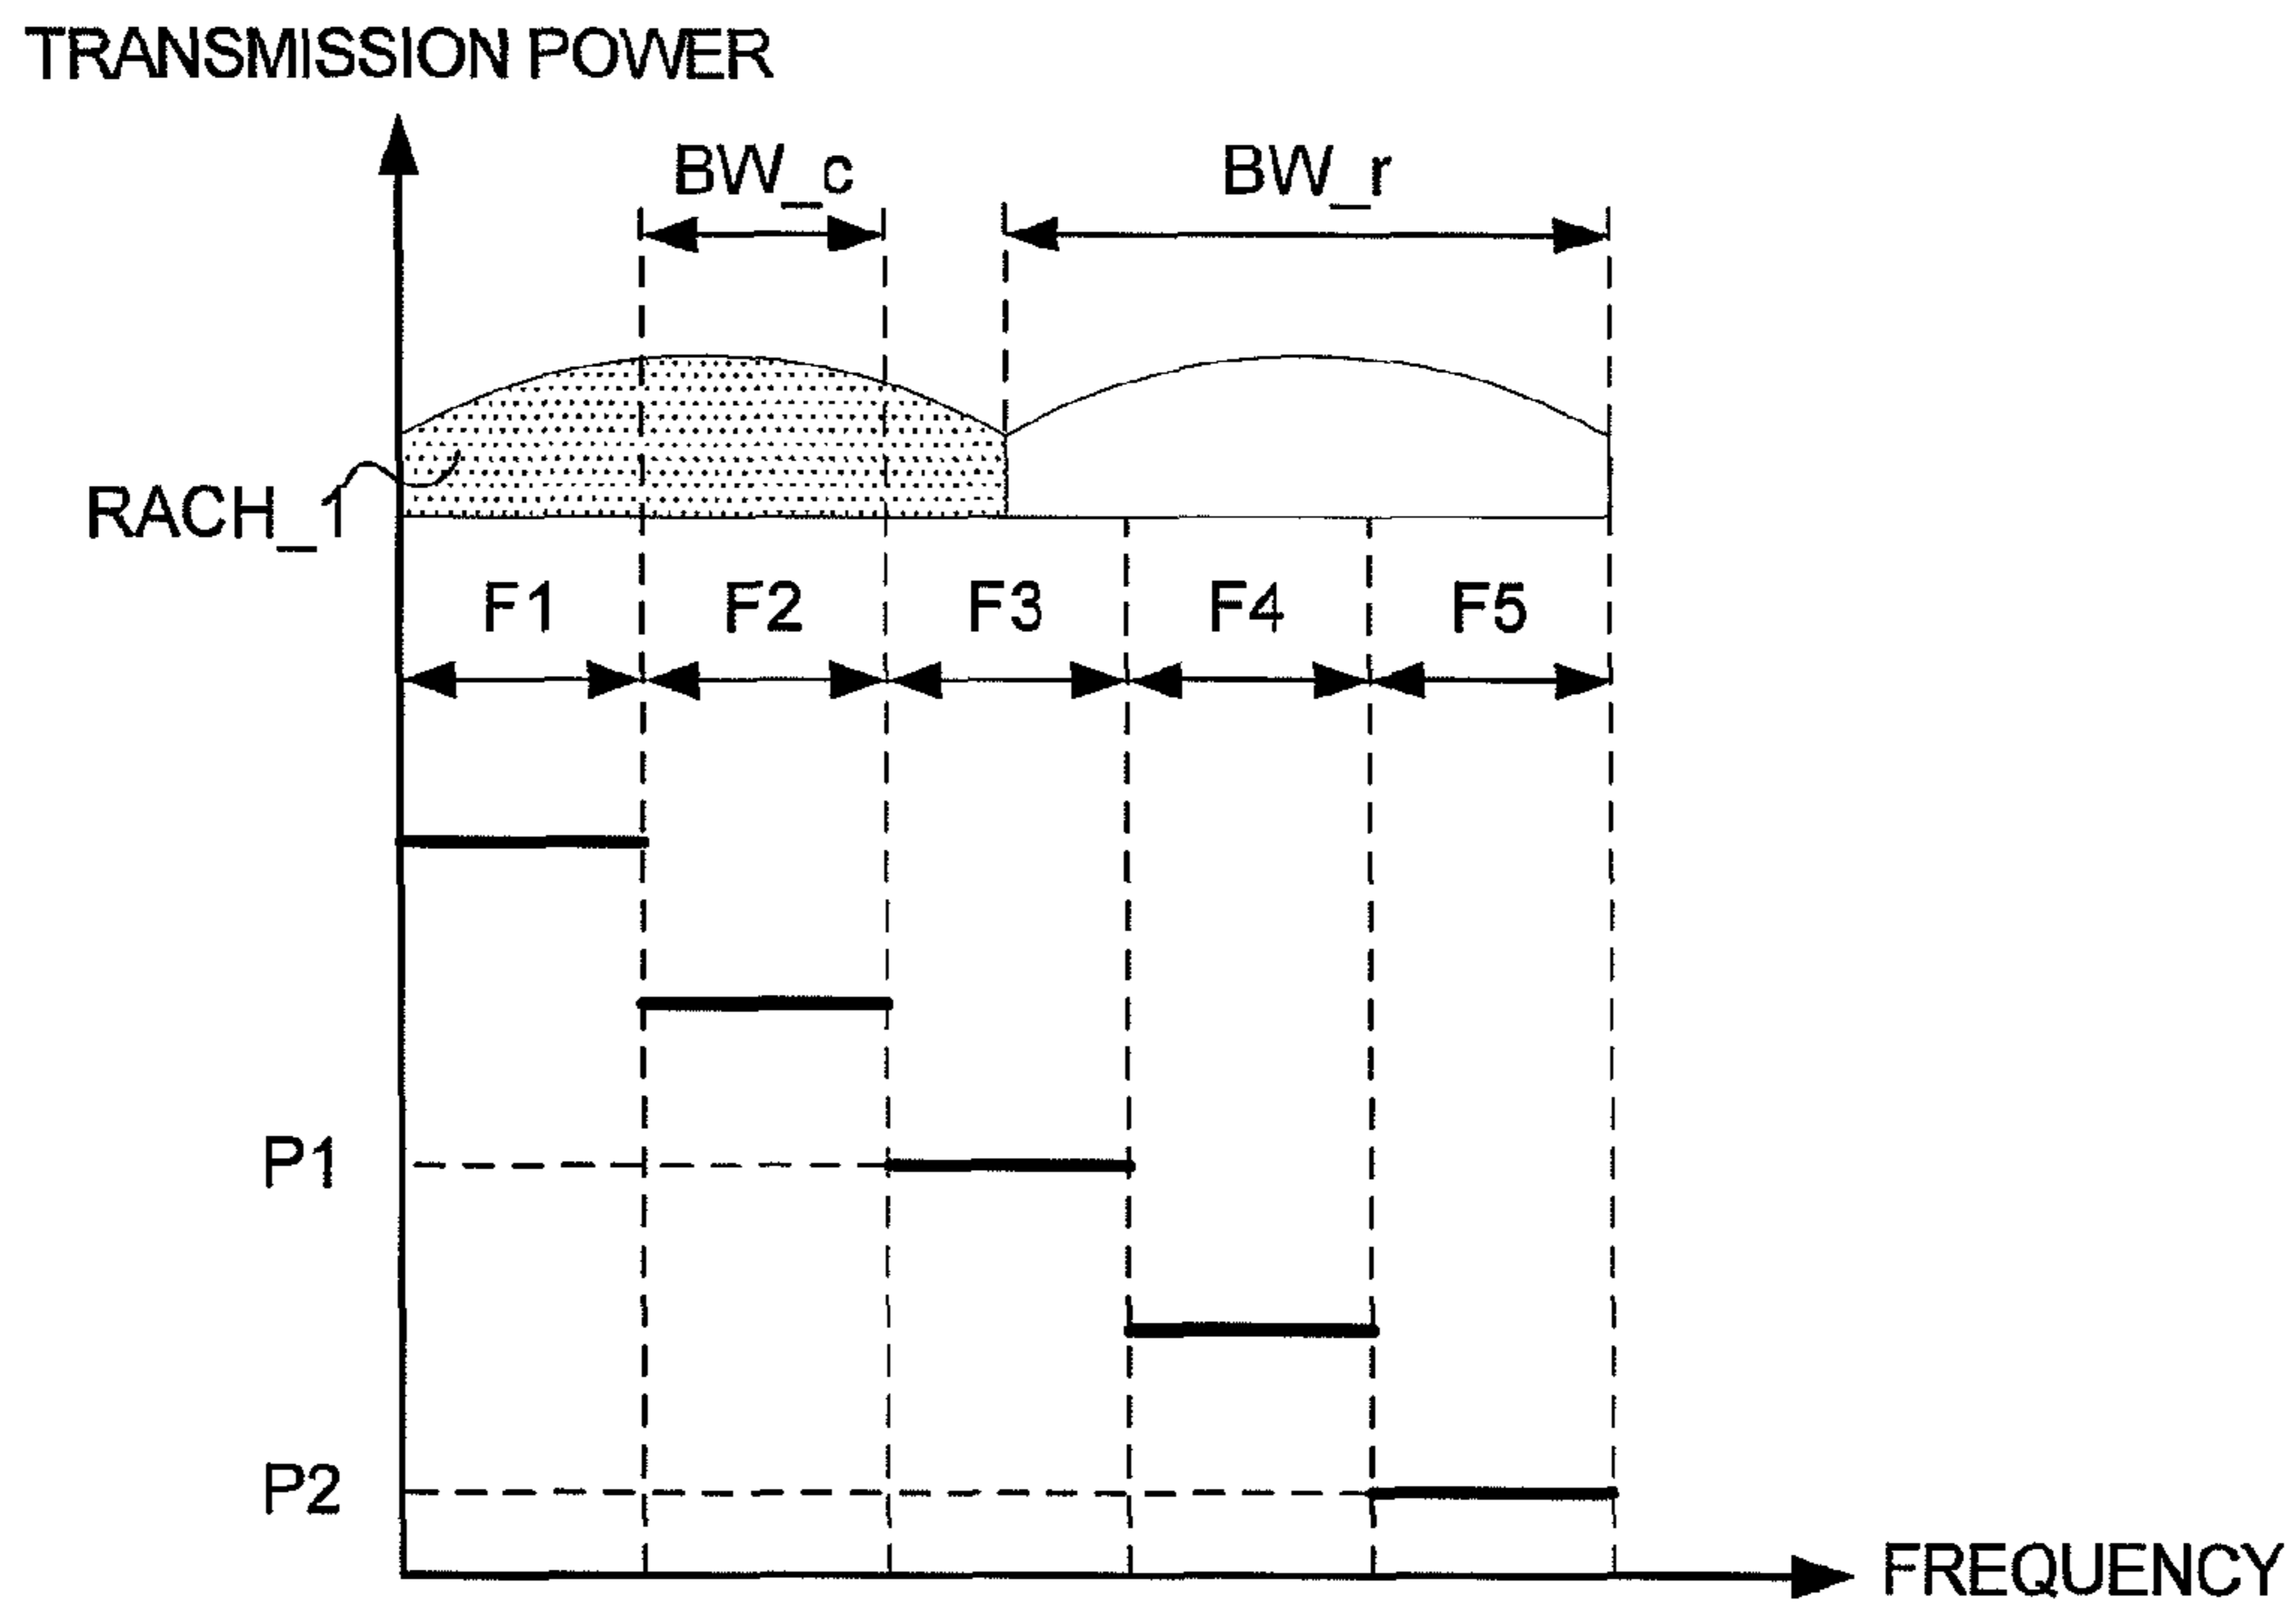 TRANSMISSION POWER
BW_c
BW_r
RACH_1
F1
F2
F3
F4
F5
P1
P2
FREQUENCY